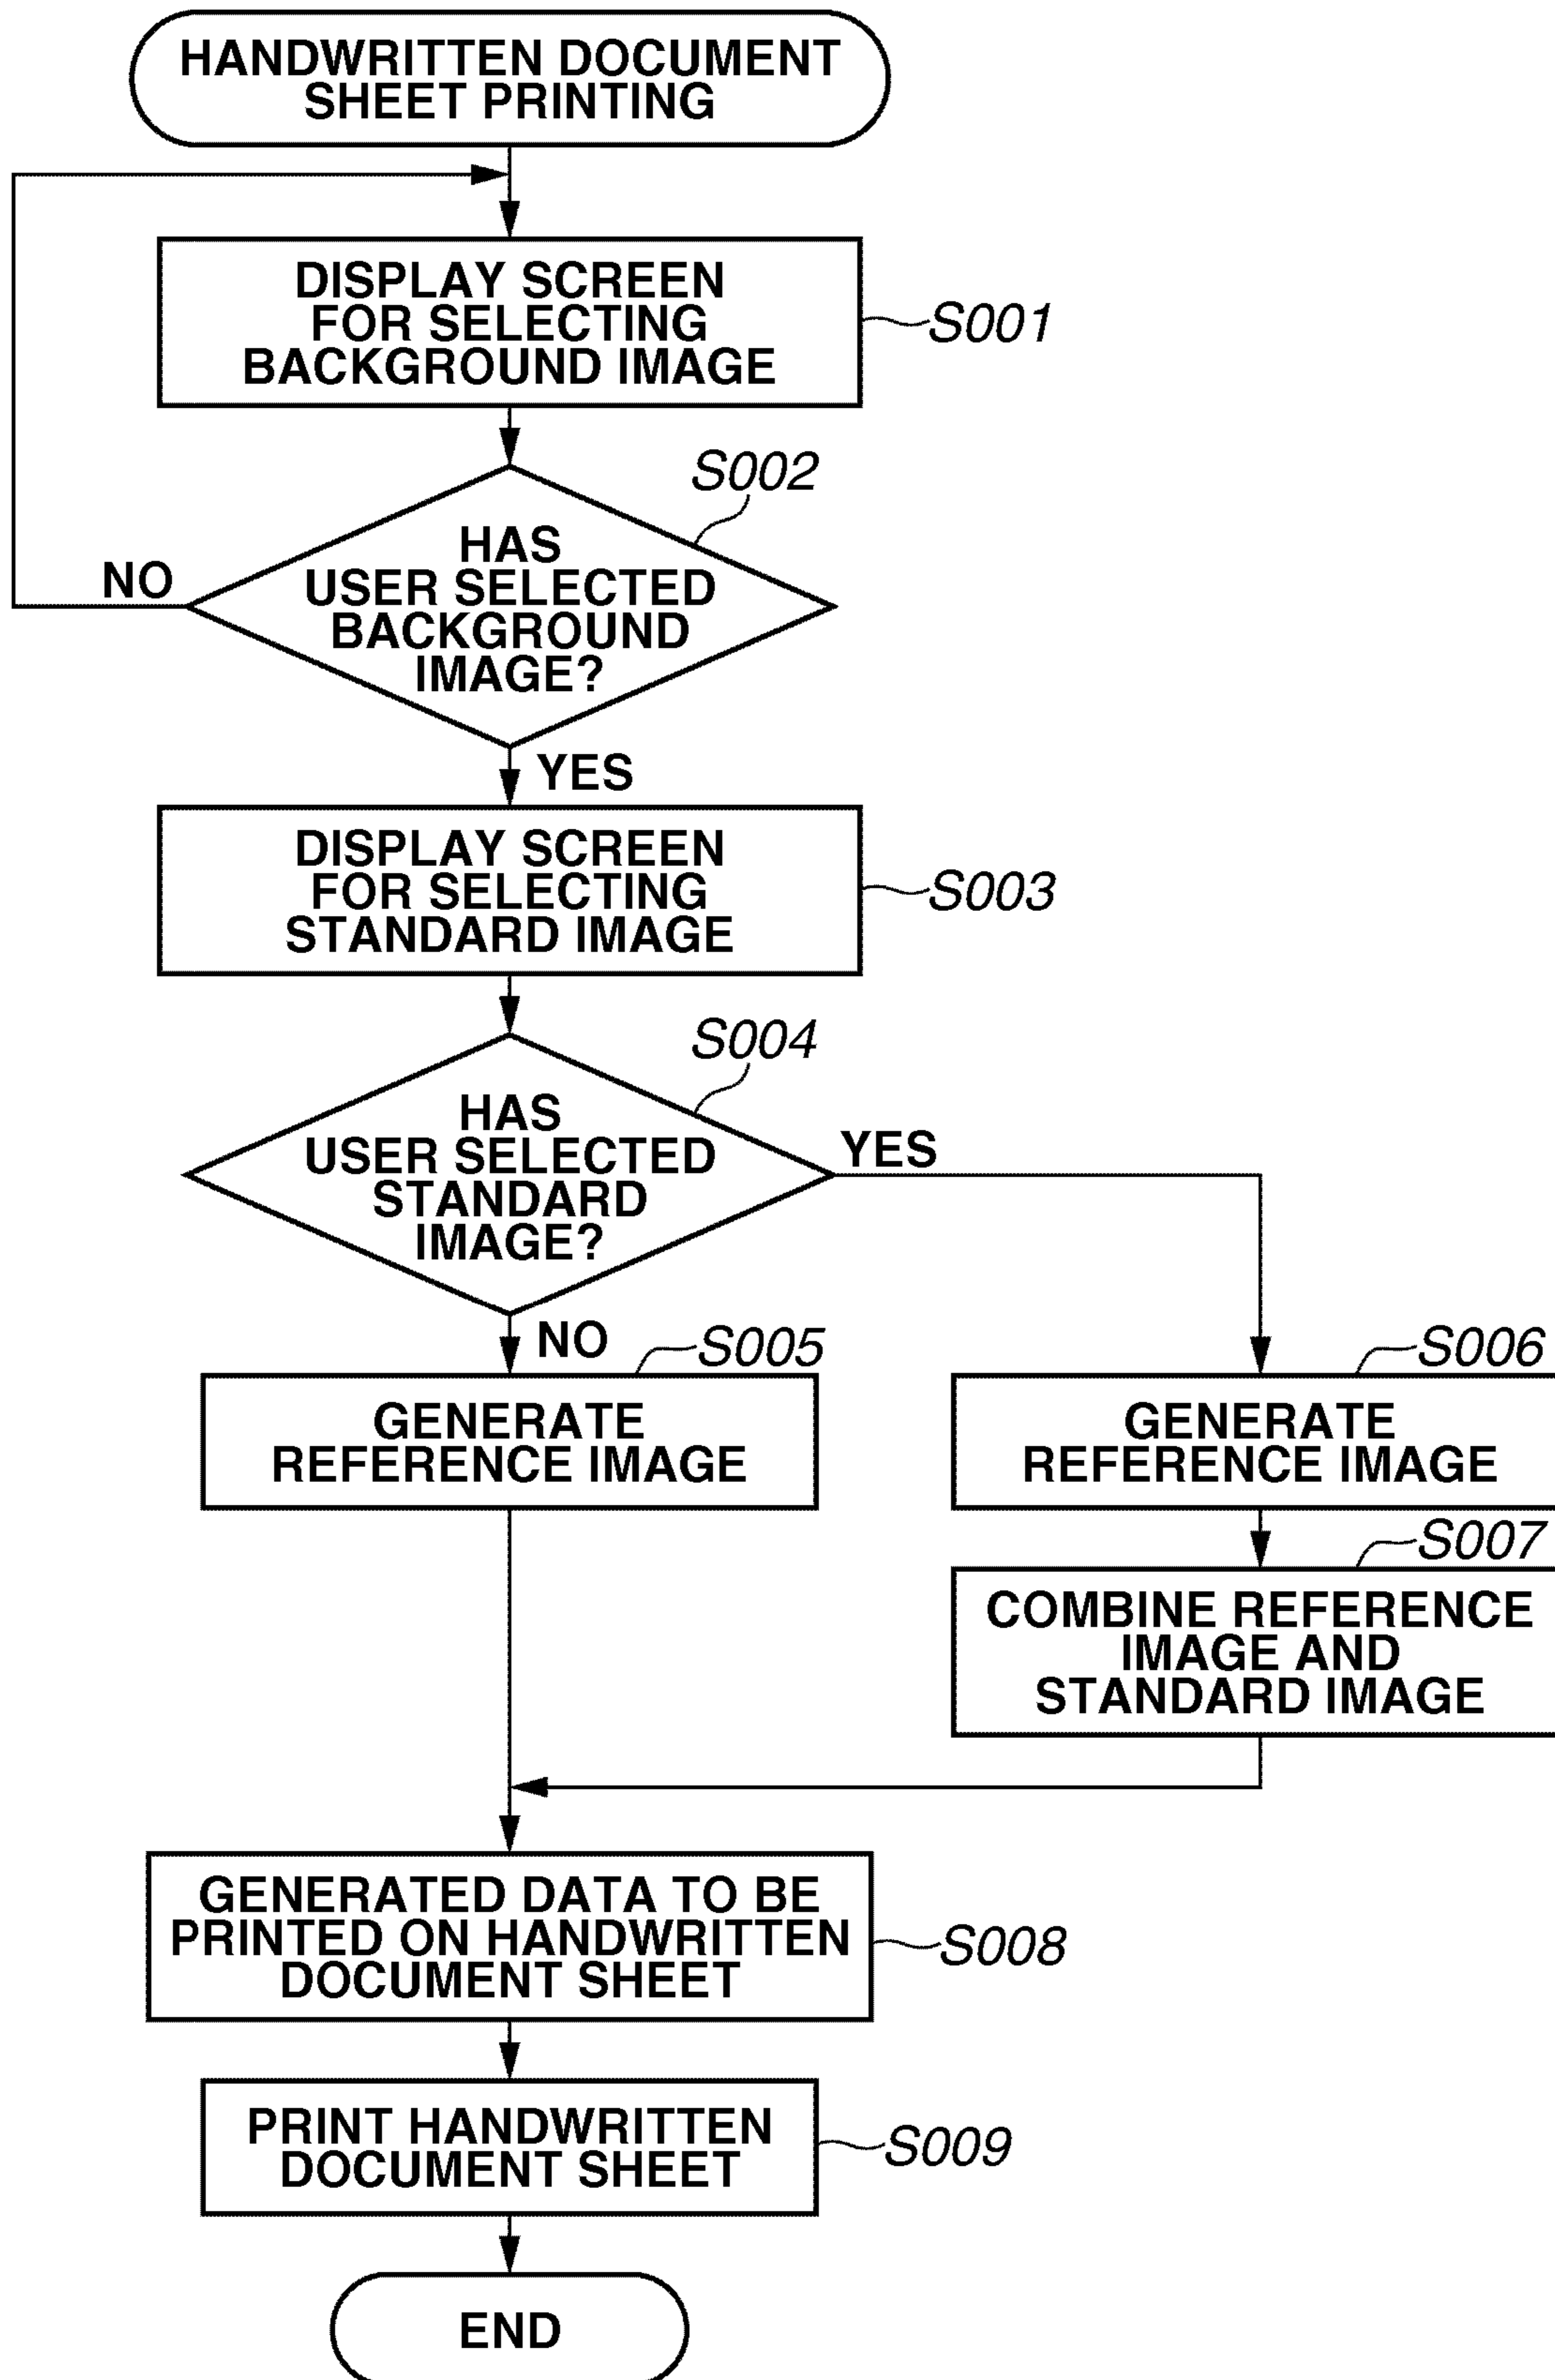 HANDWRITTEN DOCUMENT
SHEET PRINTING
DISPLAY SCREEN
FOR SELECTING
BACKGROUND IMAGE
S001
S002
HAS
USER SELECTED
BACKGROUND
IMAGE?
NO
YES
DISPLAY SCREEN
FOR SELECTING
STANDARD IMAGE
S003
S004
HAS
USER SELECTED
STANDARD
IMAGE?
YES
NO
S005
GENERATE
REFERENCE IMAGE
S006
GENERATE
REFERENCE IMAGE
S007
COMBINE REFERENCE
IMAGE AND
STANDARD IMAGE
GENERATED DATA TO BE
PRINTED ON HANDWRITTEN
DOCUMENT SHEET
S008
PRINT HANDWRITTEN
DOCUMENT SHEET
S009
END